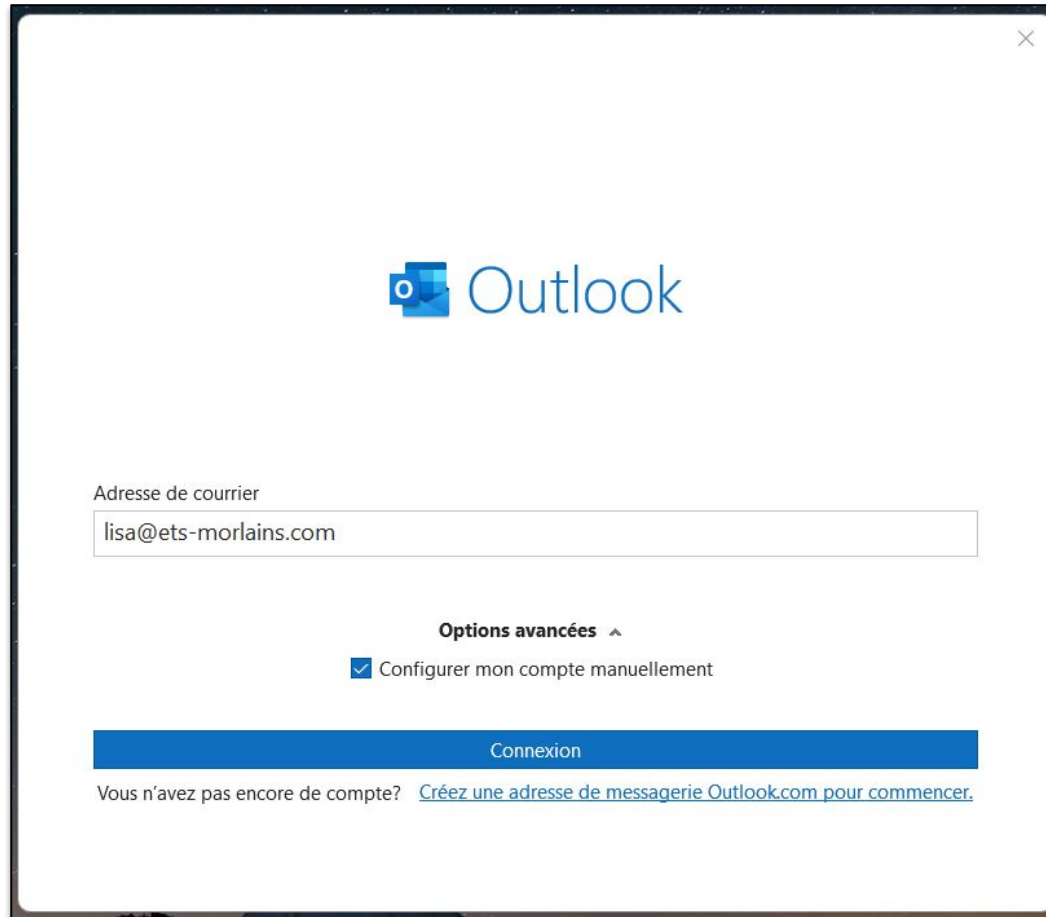 Outlook
Adresse de courrier
lisa@ets-morlains.com
Options avancées
Configurer mon compte manuellement
Connexion
Vous n'avez pas encore de compte? Créez une adresse de messagerie Outlook.com pour commencer.